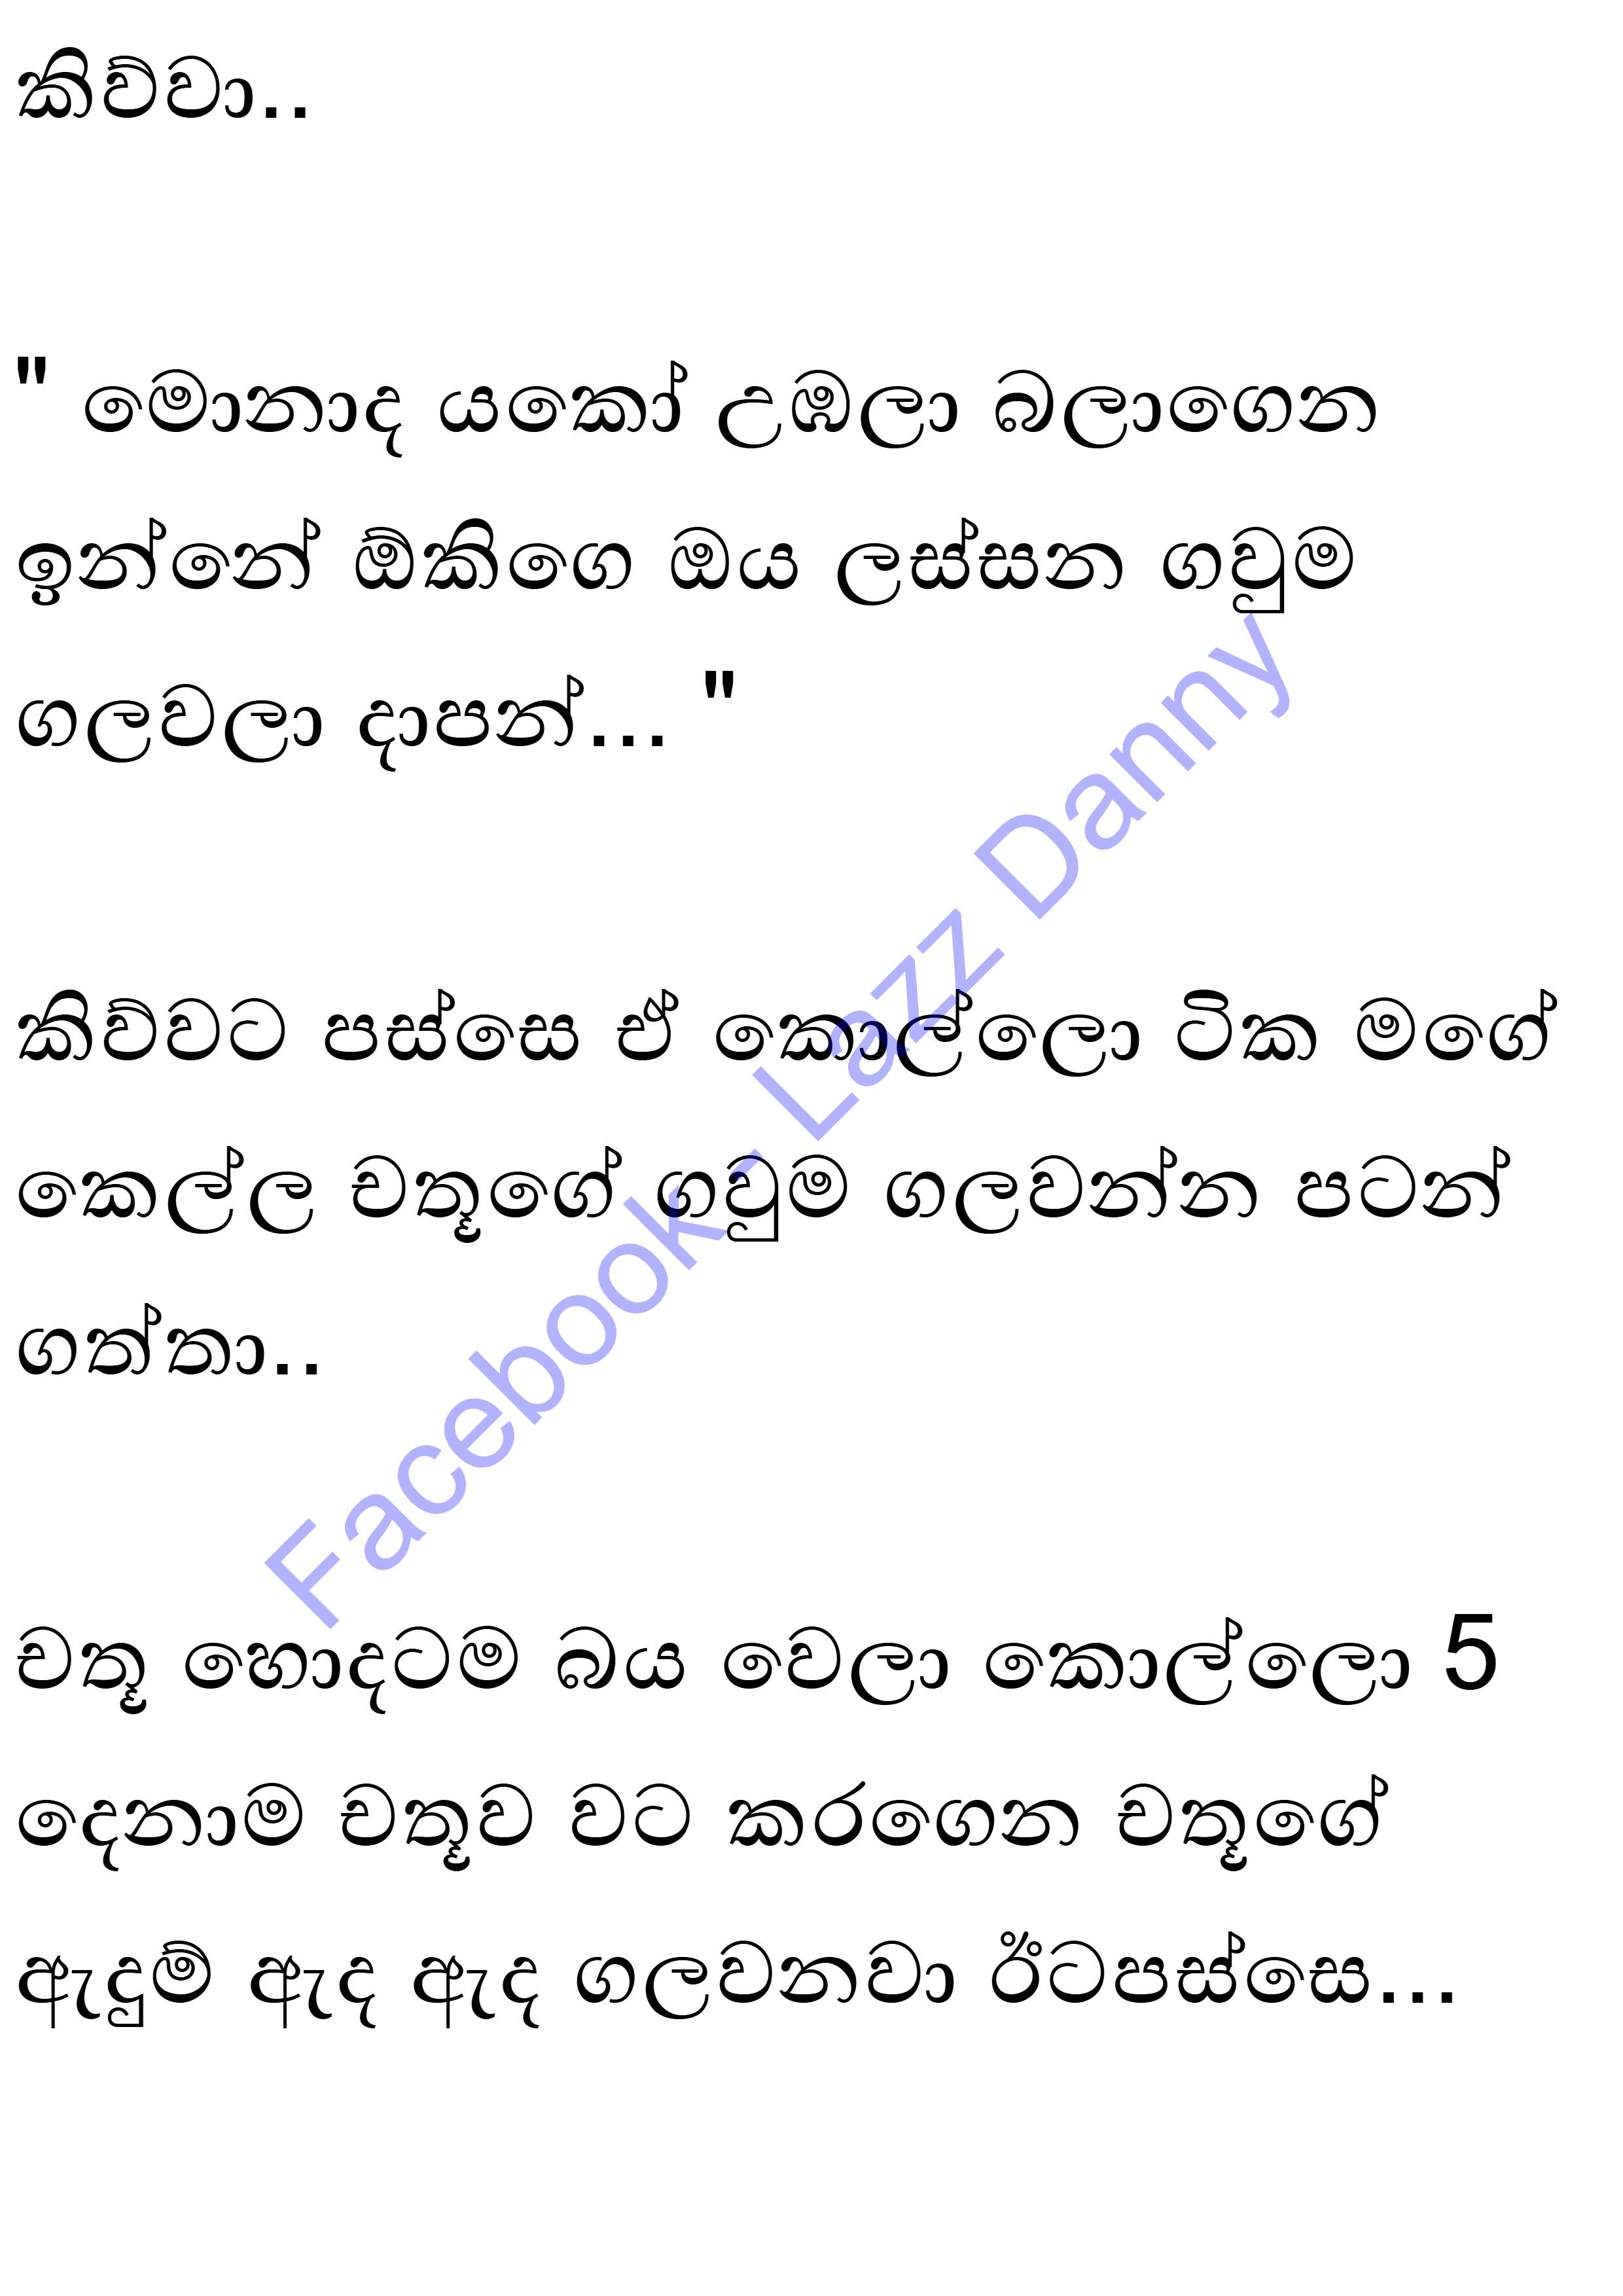 කිව්වා..
" මොනාද යකෝ උඹලා බලාගෙන
ඉන්නේ ඕකිගෙ ඔය ලස්සන ගවුම
ගලවලා දාපන්... "
කිව්වට පස්සෙ ඒ කොල්ලො ටික මගේ
කෙල්ල චතූගේ ගවුම ගලවන්න පටන්
ගත්තා..
චතූ හොදටම බය වෙලා කොල්ලො 5
දෙනාම චතූව වට කරගෙන චතූගේ
ඇදුම් ඇද ඇද ගලවනවා ඊටපස්සෙ...
Facebook - Lazz Danny